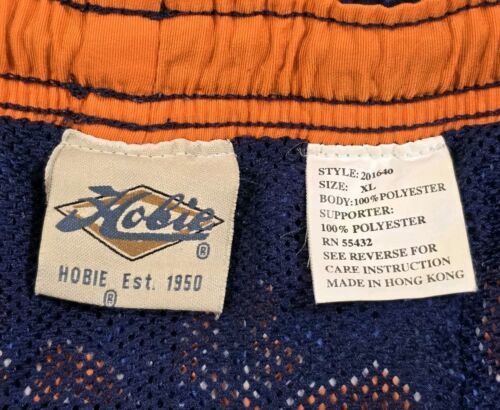 Hobie ®
HOBIE Est. 1950
®
STYLE: 201640
SIZE: XL
BODY: 100% POLYESTER
SUPPORTER:
100% POLYESTER
RN 55432
SEE REVERSE FOR
CARE INSTRUCTION
MADE IN HONG KONG